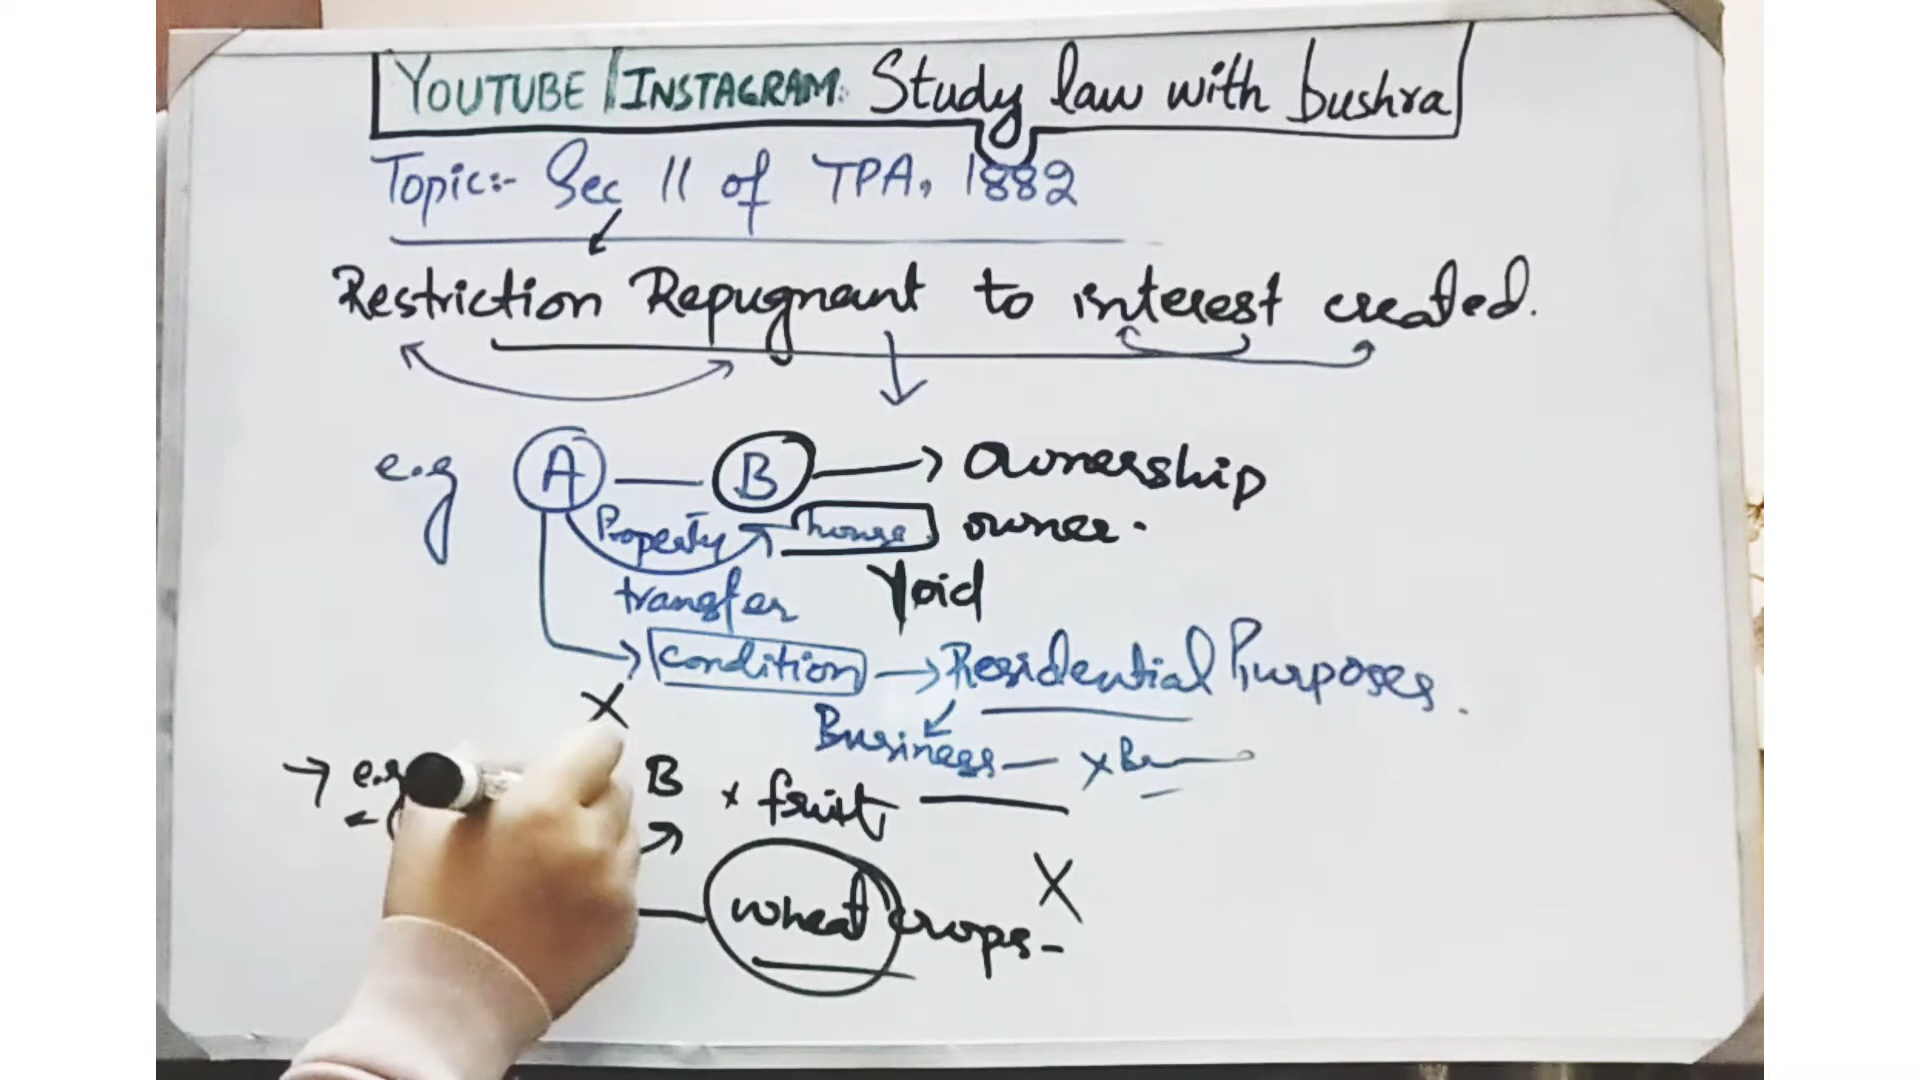 YOUTUBE / INSTAGRAM: Study law with bushra
Topic:- Sec 11 of TPA, 1882
Restriction Repugnant to interest created.
e.g A — B → Ownership
Property house owner.
transfer Void
condition → Residential Purposes.
X
Business — x
→ e.g B x fruit
X
wheat crops-